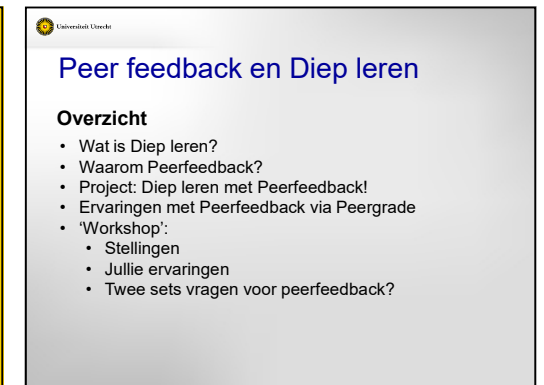 Universiteit Utrecht
Peer feedback en Diep leren
Overzicht
• Wat is Diep leren?
• Waarom Peerfeedback?
• Project: Diep leren met Peerfeedback!
• Ervaringen met Peerfeedback via Peergrade
• ‘Workshop’:
• Stellingen
• Jullie ervaringen
• Twee sets vragen voor peerfeedback?